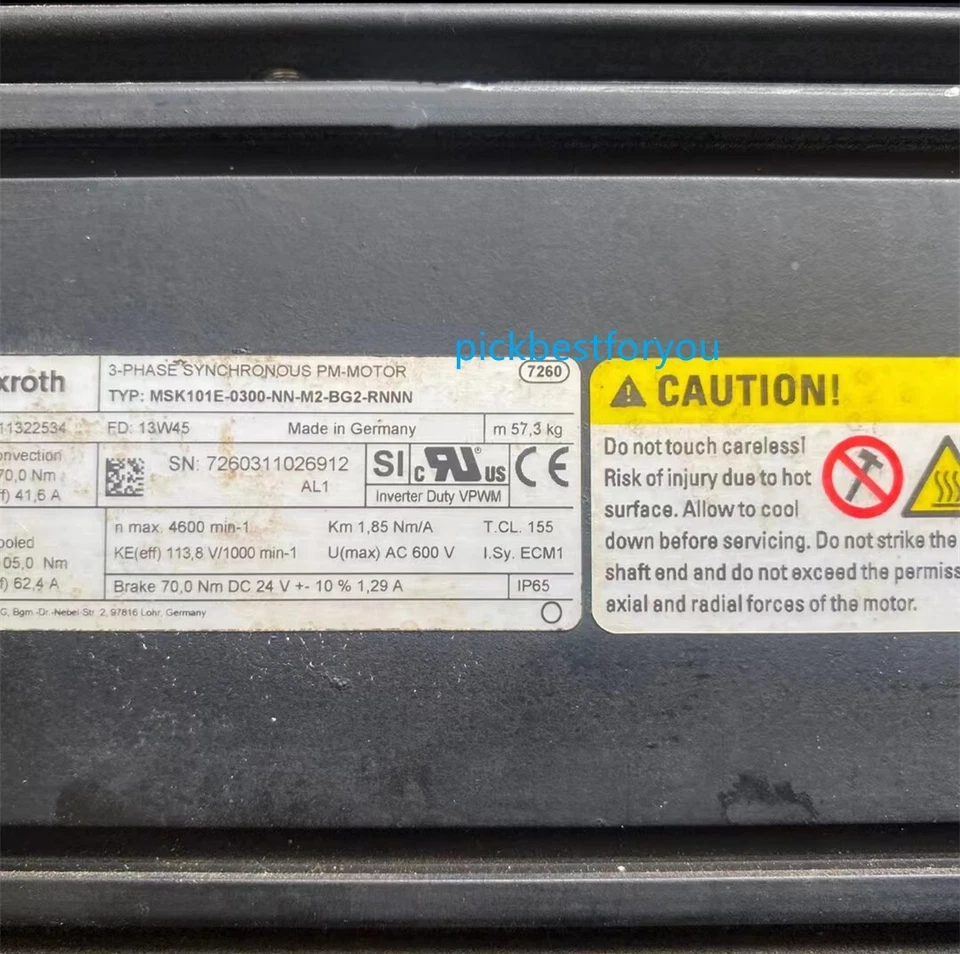 pickbestforyou
xroth
3-PHASE SYNCHRONOUS PM-MOTOR
7260
TYP: MSK101E-0300-NN-M2-BG2-RNNN
11322534
FD: 13W45
Made in Germany
m 57,3 kg
onvection
70,0 Nm
f) 41,6 A
SN: 7260311026912
AL1
SI
c RU US
CE
Inverter Duty VPWM
n max. 4600 min-1
Km 1,85 Nm/A
T.CL. 155
ooled
KE(eff) 113,8 V/1000 min-1
U(max) AC 600 V
I.Sy. ECM1
05,0 Nm
f) 62,4 A
Brake 70,0 Nm DC 24 V +- 10 % 1,29 A
IP65
G, Bgm.-Dr.-Nebel-Str. 2, 97816 Lohr, Germany
CAUTION!
Do not touch careless!
Risk of injury due to hot
surface. Allow to cool
down before servicing. Do not strike the
shaft end and do not exceed the permiss
axial and radial forces of the motor.